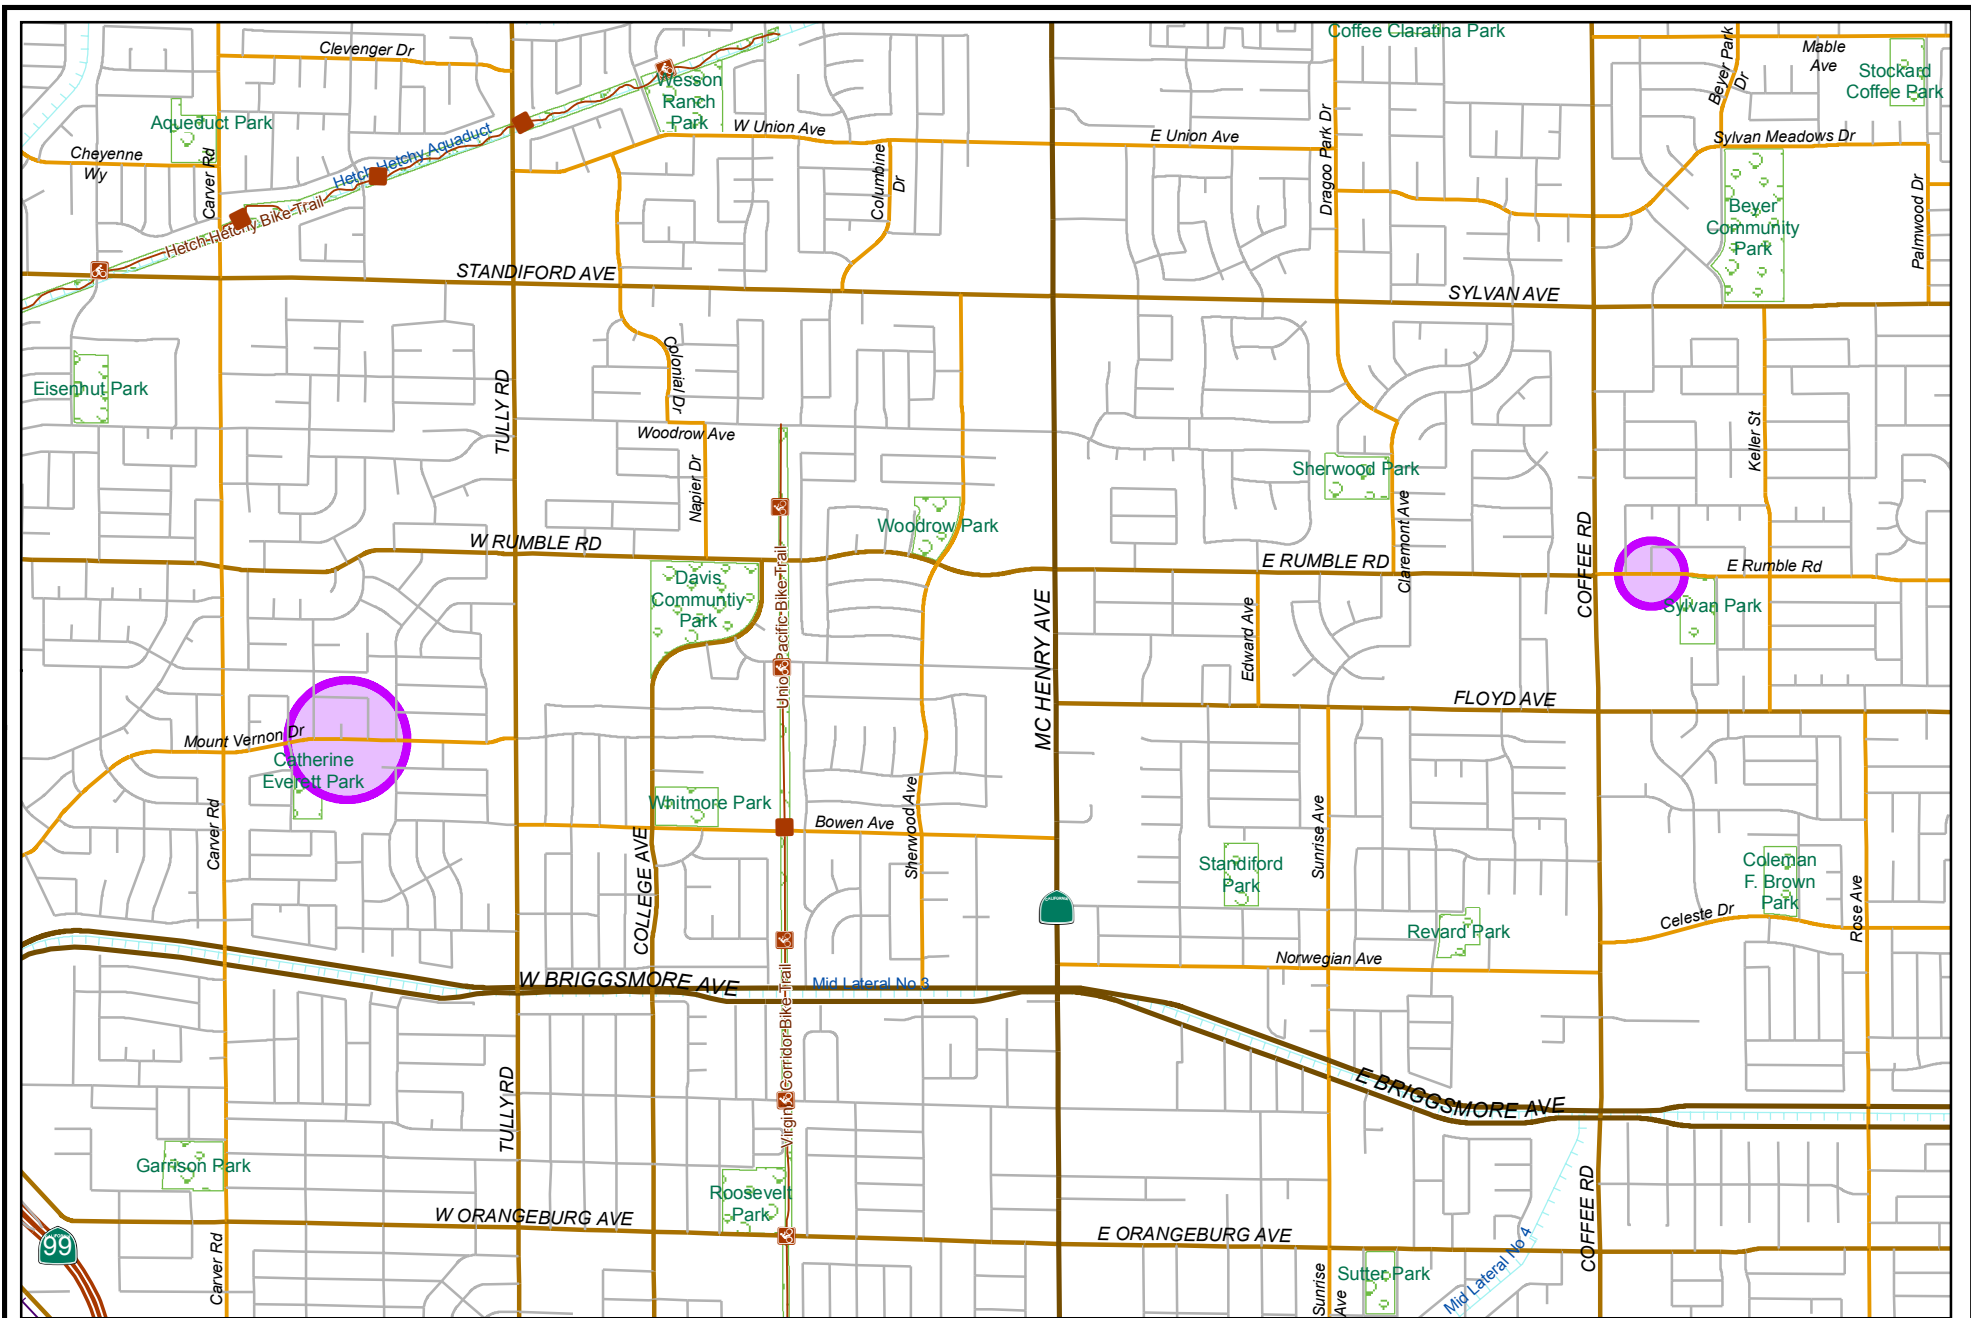 Coffee Claratina Park
Clevenger Dr
Beyer Park
Dr
Mable
Ave
Stockard
Coffee Park
Wesson
Ranch
Park
Aqueduct Park
Hetch Hetchy Aquaduct
W Union Ave
E Union Ave
Sylvan Meadows Dr
Cheyenne
Wy
Carver Rd
Columbine
Dr
Dragoo Park Dr
Beyer
Community
Park
Palmwood Dr
Hetch-Hetchy Bike-Trail
STANDIFORD AVE
SYLVAN AVE
Eisenhut Park
TULLY RD
Colonial Dr
Woodrow Ave
Napier Dr
Sherwood Park
Keller St
Claremont Ave
Woodrow Park
COFFEE RD
W RUMBLE RD
E RUMBLE RD
E Rumble Rd
Davis
Communtiy
Park
Union-Pacific-Bike-Trail
MC HENRY AVE
Edward Ave
Sylvan Park
FLOYD AVE
Mount Vernon Dr
Catherine
Everett Park
Whitmore Park
Bowen Ave
Sherwood Ave
Carver Rd
COLLEGE AVE
Sunrise Ave
Standiford
Park
Coleman
F. Brown
Park
Rose Ave
Celeste Dr
Revard Park
CALIFORNIA
Norwegian Ave
W BRIGGSMORE AVE
Mid Lateral No 3
Virginia Corridor-Bike-Trail
TULLY RD
E BRIGGSMORE AVE
Garrison Park
Roosevelt
Park
COFFEE RD
W ORANGEBURG AVE
E ORANGEBURG AVE
99
Carver Rd
Sunrise
Ave
Sutter Park
Mid Lateral No 4